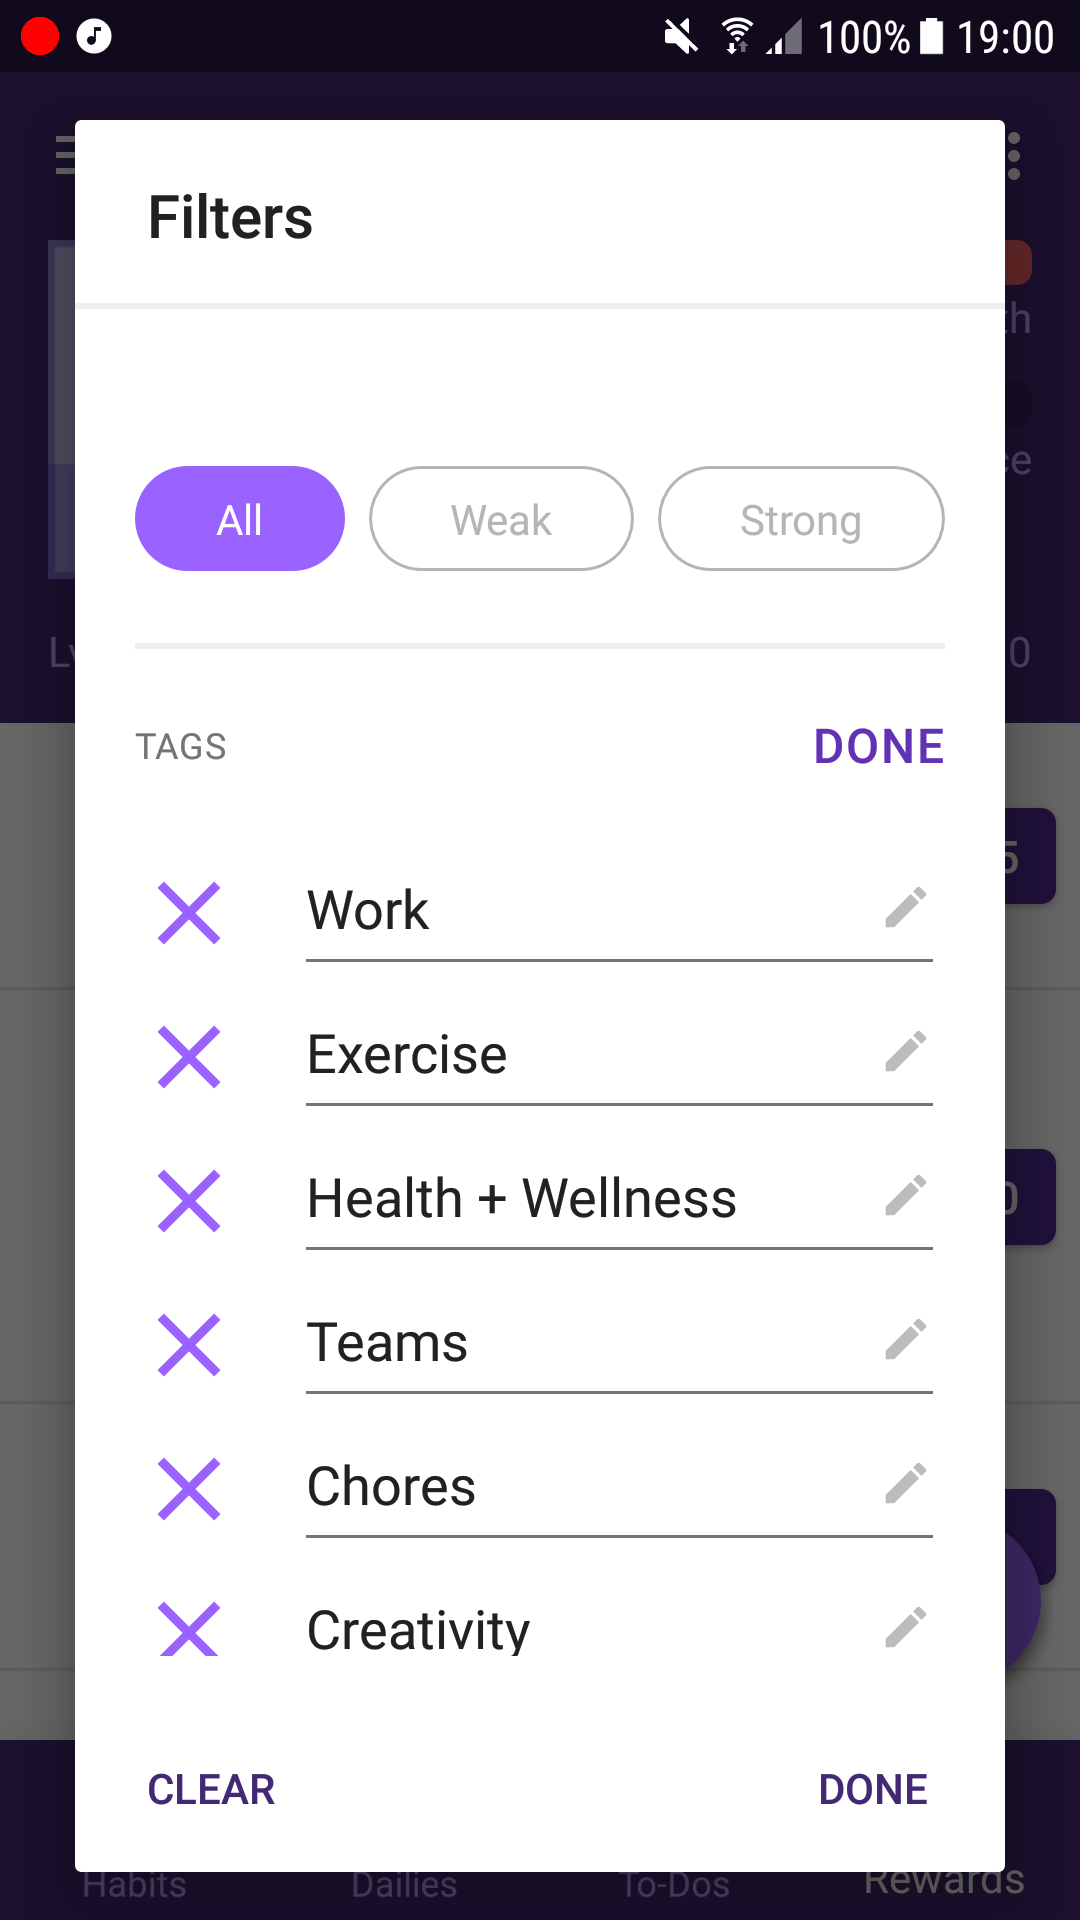 100% 19:00
Filters
All Weak Strong
TAGS DONE
Work
Exercise
Health + Wellness
Teams
Chores
Creativity
CLEAR DONE
Habits Dailies To-Dos Rewards